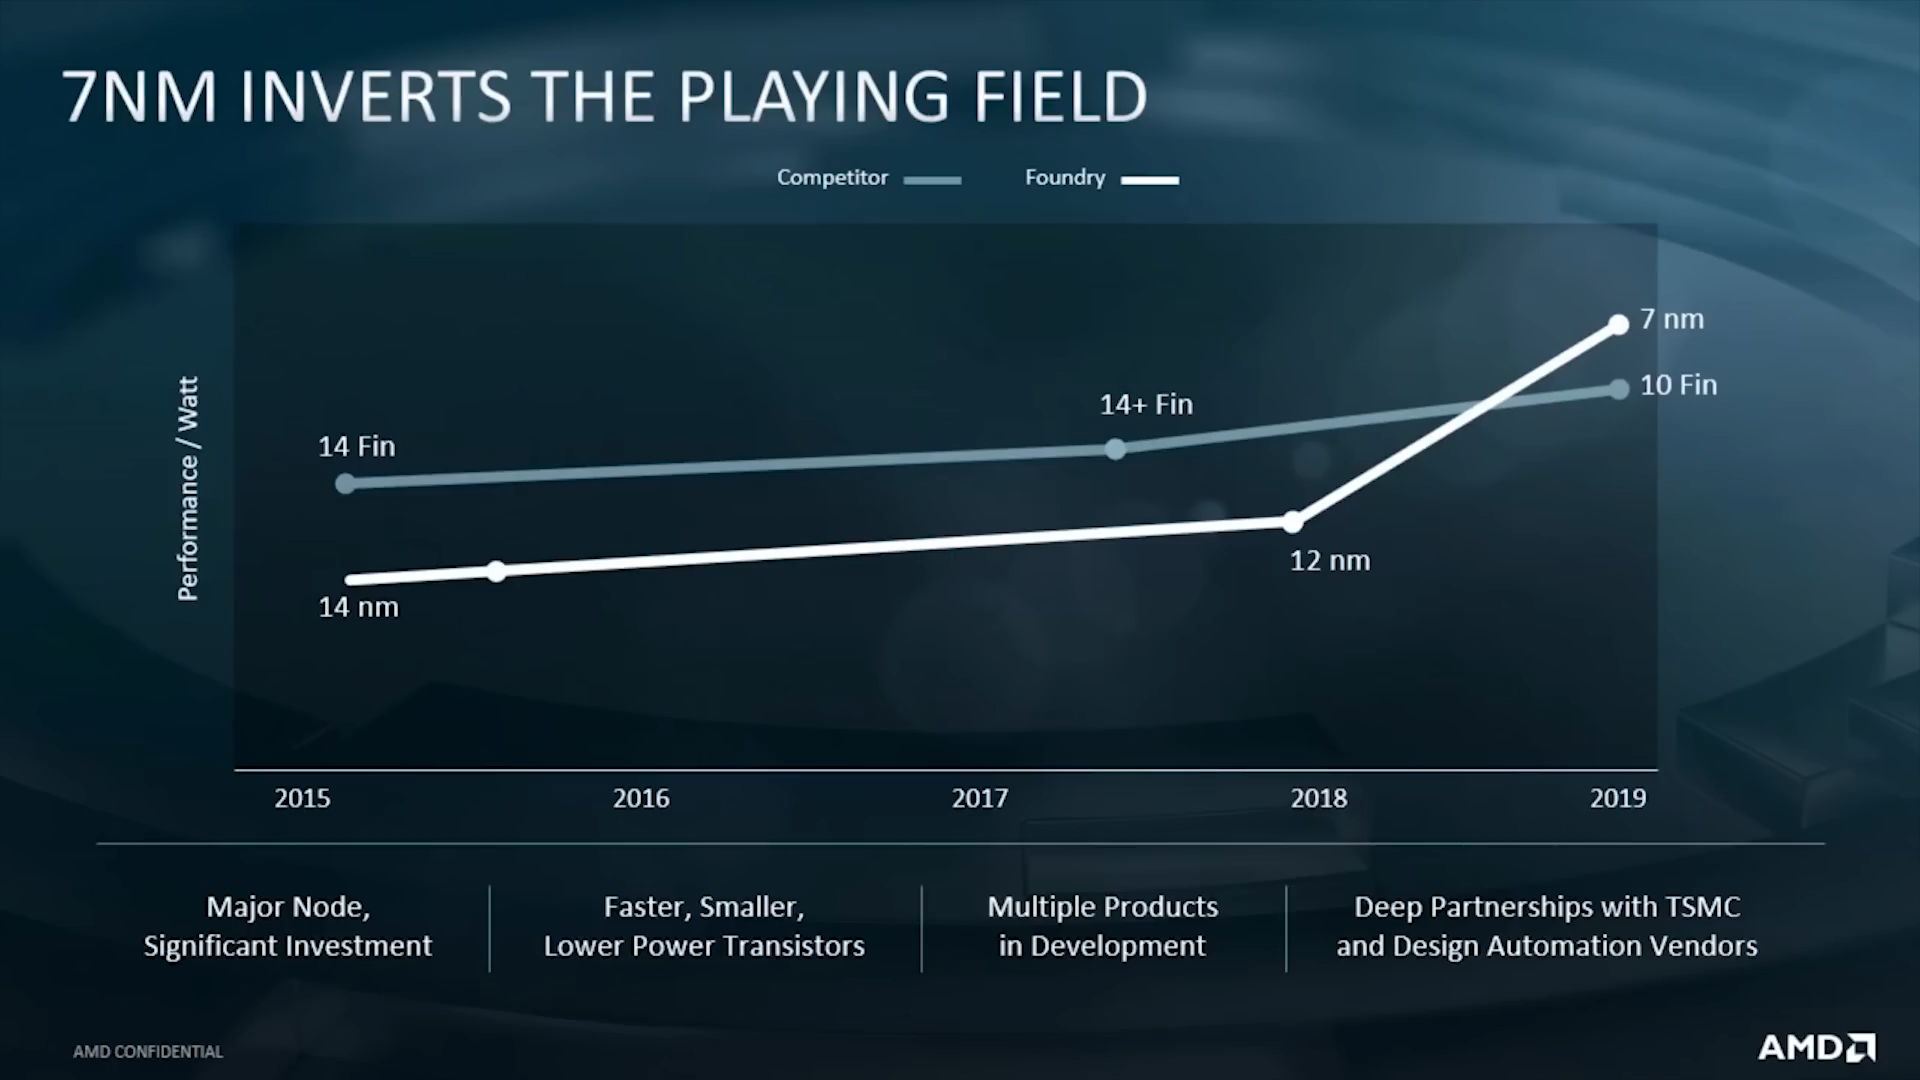 7NM INVERTS THE PLAYING FIELD
Competitor
Foundry
Performance / Watt
14 Fin
14+ Fin
7 nm
10 Fin
14 nm
12 nm
2015
2016
2017
2018
2019
Major Node,
Significant Investment
Faster, Smaller,
Lower Power Transistors
Multiple Products
in Development
Deep Partnerships with TSMC
and Design Automation Vendors
AMD CONFIDENTIAL
AMD